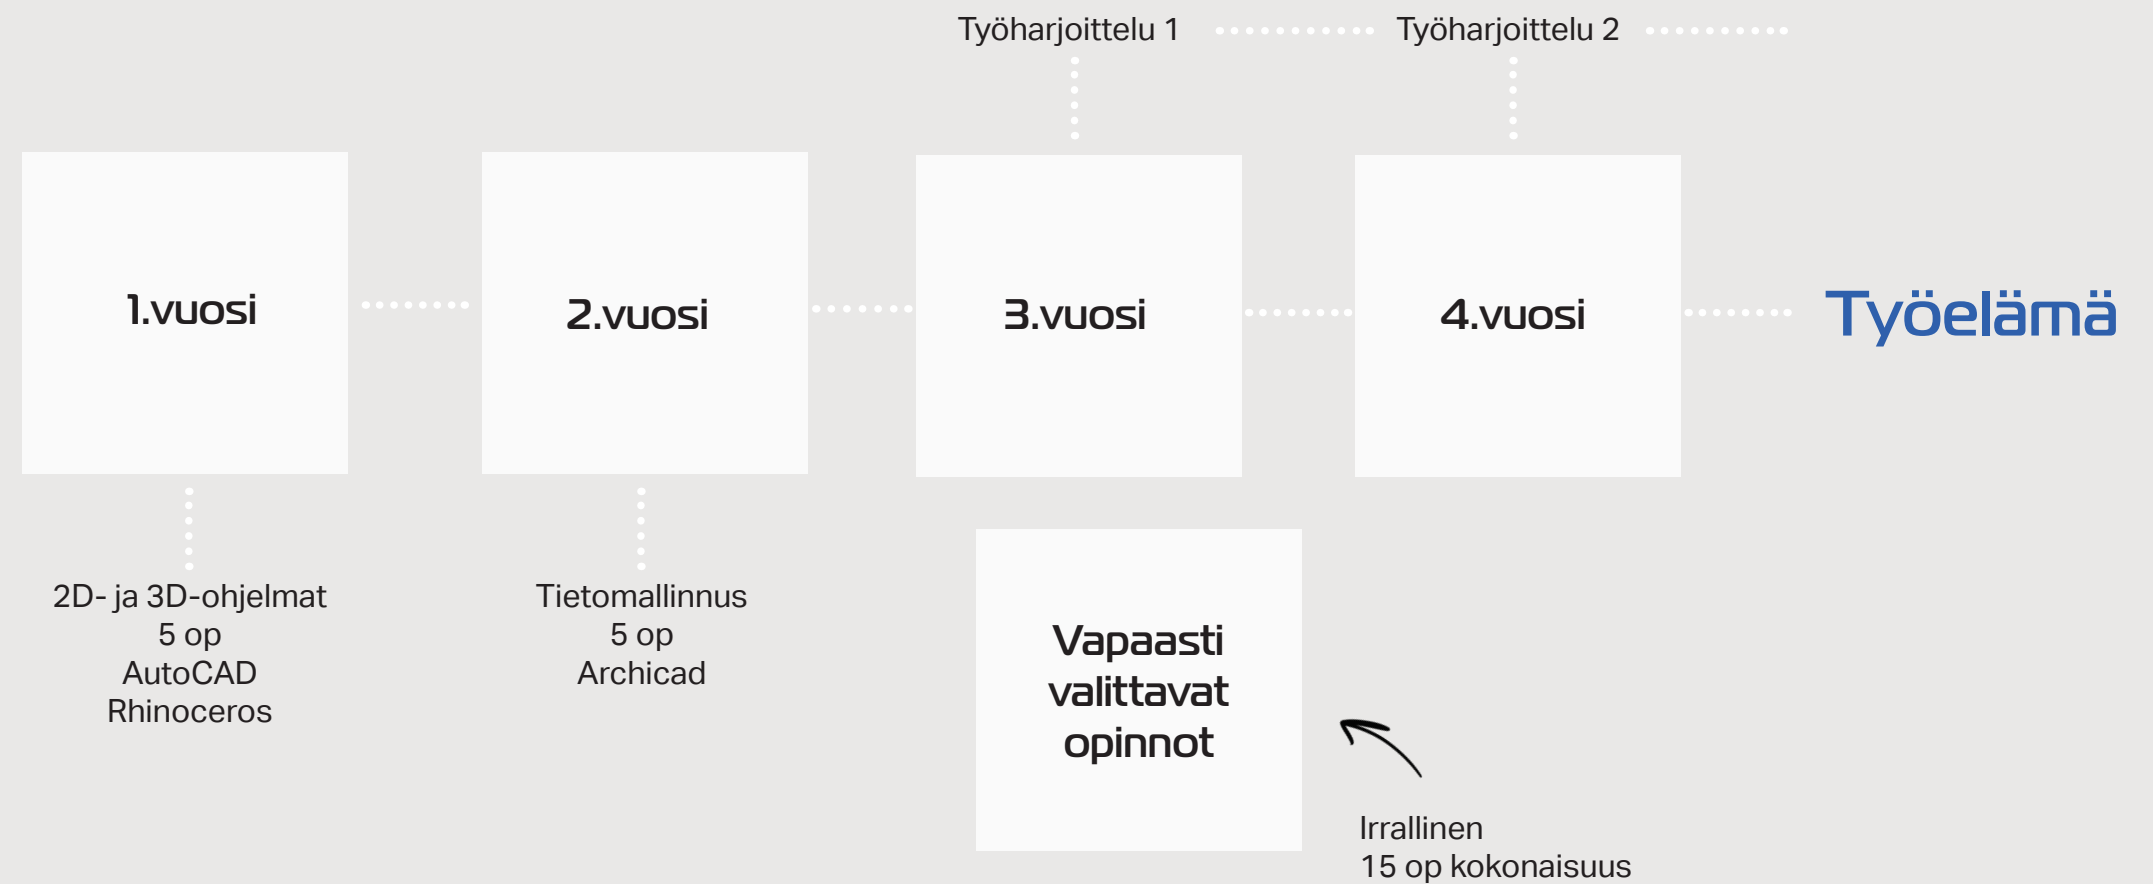 Työharjoittelu 1
Työharjoittelu 2
1.vuosi
2.vuosi
3.vuosi
4.vuosi
Työelämä
2D- ja 3D-ohjelmat
5 op
AutoCAD
Rhinoceros
Tietomallinnus
5 op
Archicad
Vapaasti
valittavat
opinnot
Irrallinen
15 op kokonaisuus